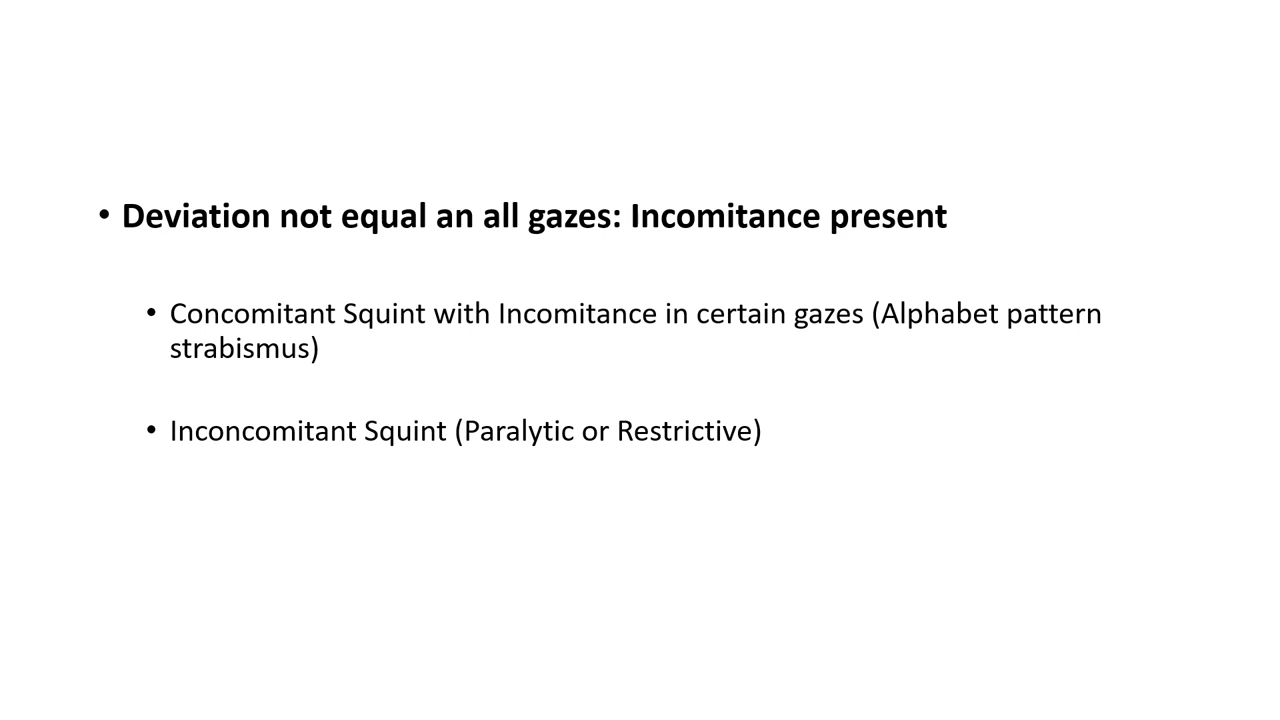 • Deviation not equal an all gazes: Incomitance present
• Concomitant Squint with Incomitance in certain gazes (Alphabet pattern
strabismus)
• Inconcomitant Squint (Paralytic or Restrictive)